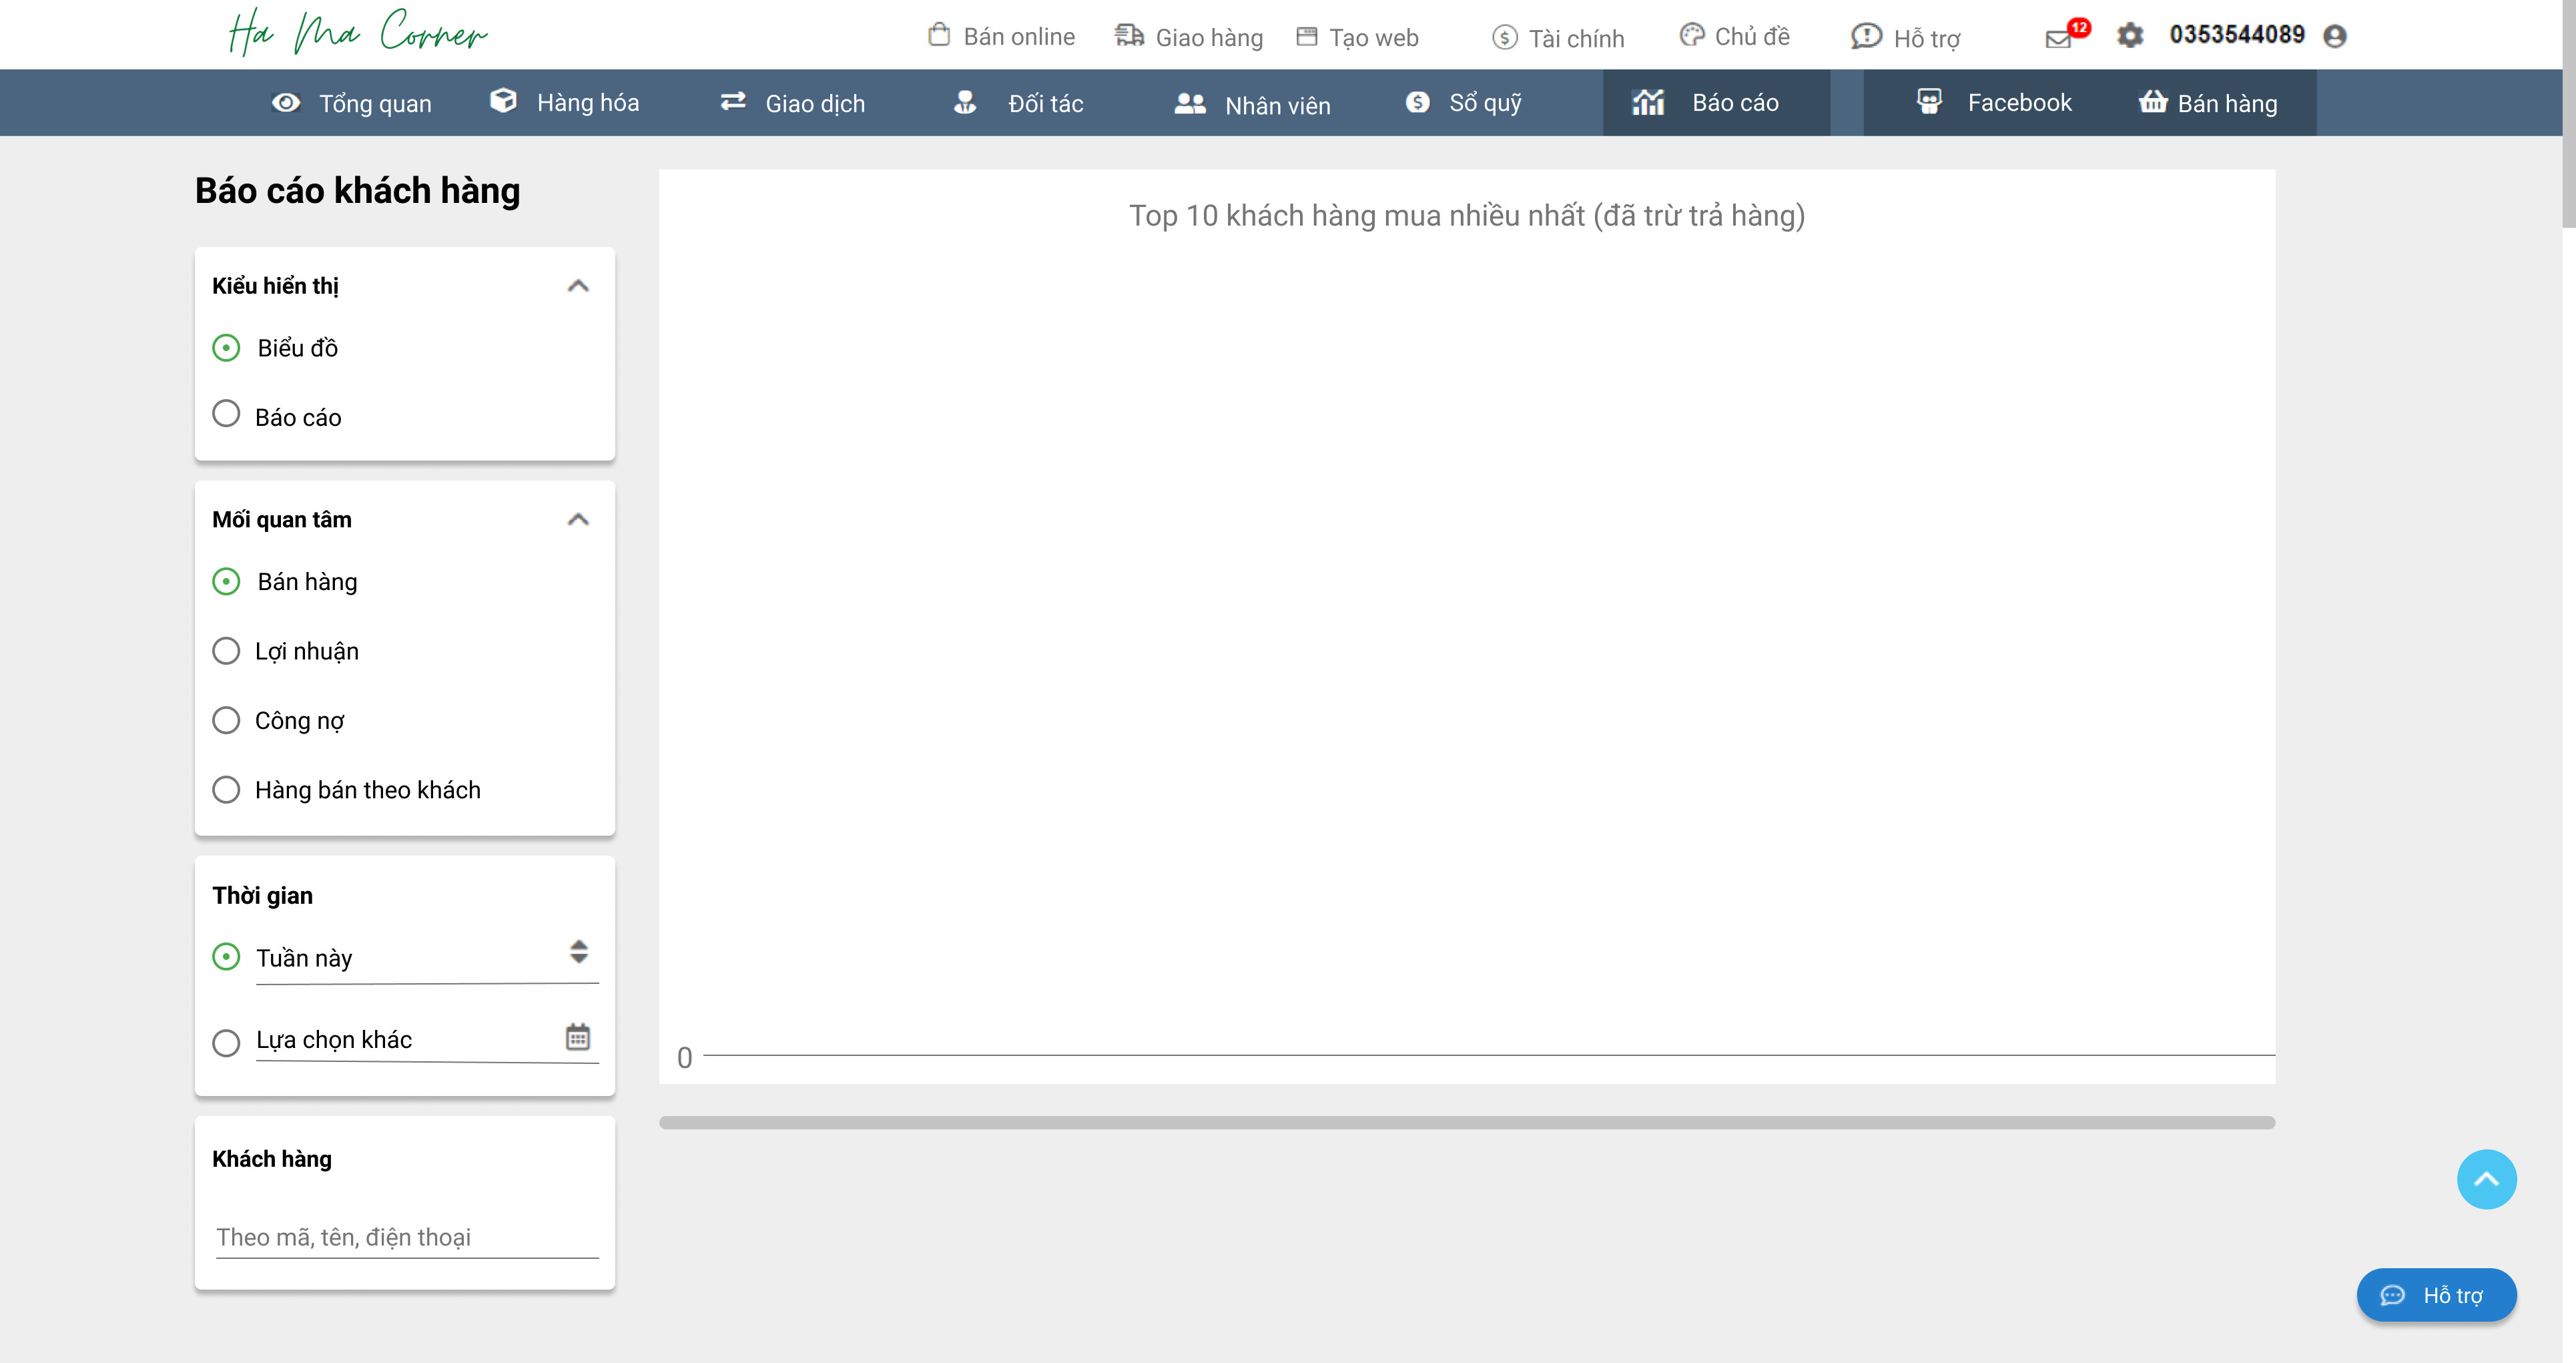 Ha Ma Corner
Bán online Giao hàng Tạo web Tài chính Chủ đề Hỗ trợ 12 0353544089
Tổng quan Hàng hóa Giao dịch Đối tác Nhân viên Sổ quỹ Báo cáo Facebook Bán hàng
Báo cáo khách hàng
Kiểu hiển thị
Biểu đồ
Báo cáo
Mối quan tâm
Bán hàng
Lợi nhuận
Công nợ
Hàng bán theo khách
Thời gian
Tuần này
Lựa chọn khác
Khách hàng
Theo mã, tên, điện thoại
Top 10 khách hàng mua nhiều nhất (đã trừ trả hàng)
0
Hỗ trợ